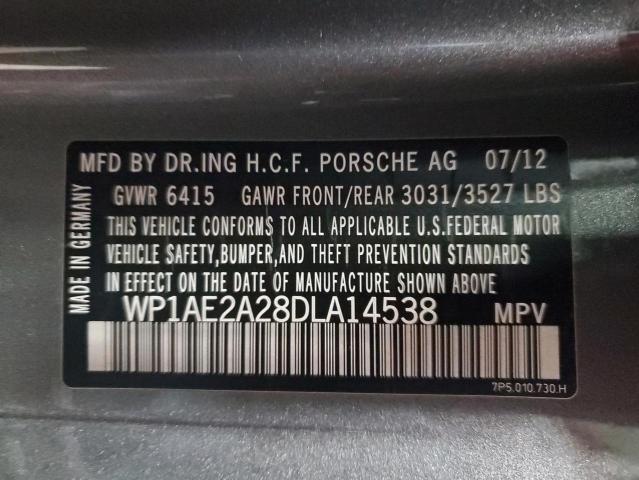 MFD BY DR.ING H.C.F. PORSCHE AG 07/12
GVWR 6415 GAWR FRONT/REAR 3031/3527 LBS
THIS VEHICLE CONFORMS TO ALL APPLICABLE U.S.FEDERAL MOTOR
VEHICLE SAFETY,BUMPER,AND THEFT PREVENTION STANDARDS
IN EFFECT ON THE DATE OF MANUFACTURE SHOWN ABOVE
WP1AE2A28DLA14538 MPV
7P5.010.730.H
MADE IN GERMANY